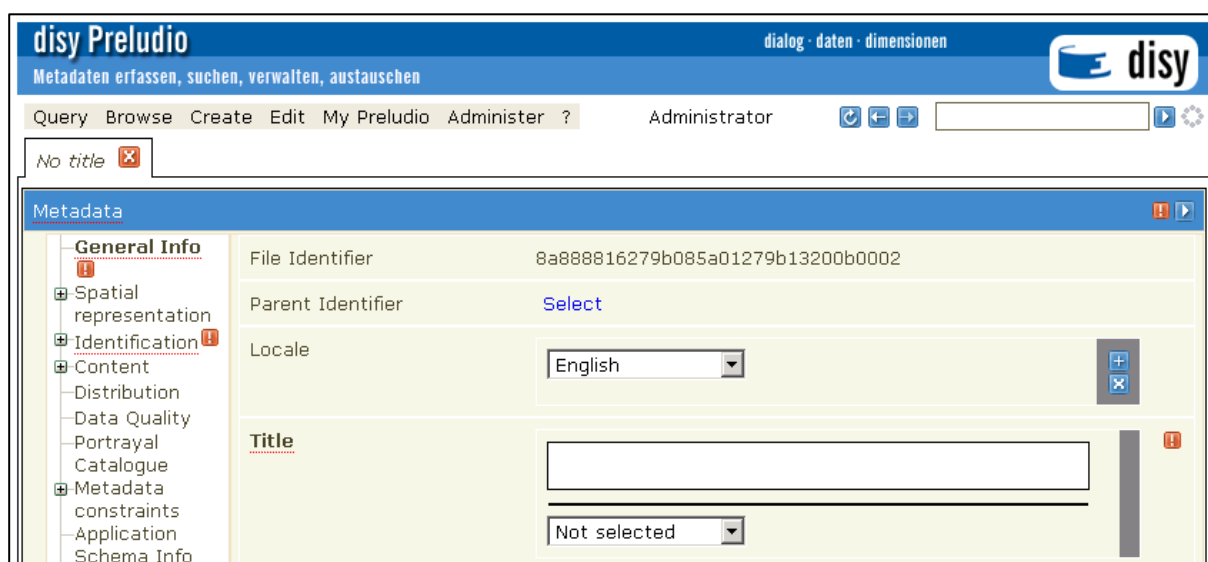 disy Preludio
dialog · daten · dimensionen
disy
Metadaten erfassen, suchen, verwalten, austauschen
Query Browse Create Edit My Preludio Administer ? Administrator
No title
Metadata
General Info
Spatial
representation
Identification
Content
Distribution
Data Quality
Portrayal
Catalogue
Metadata
constraints
Application
Schema Info
File Identifier 8a888816279b085a01279b13200b0002
Parent Identifier Select
Locale English
Title
Not selected